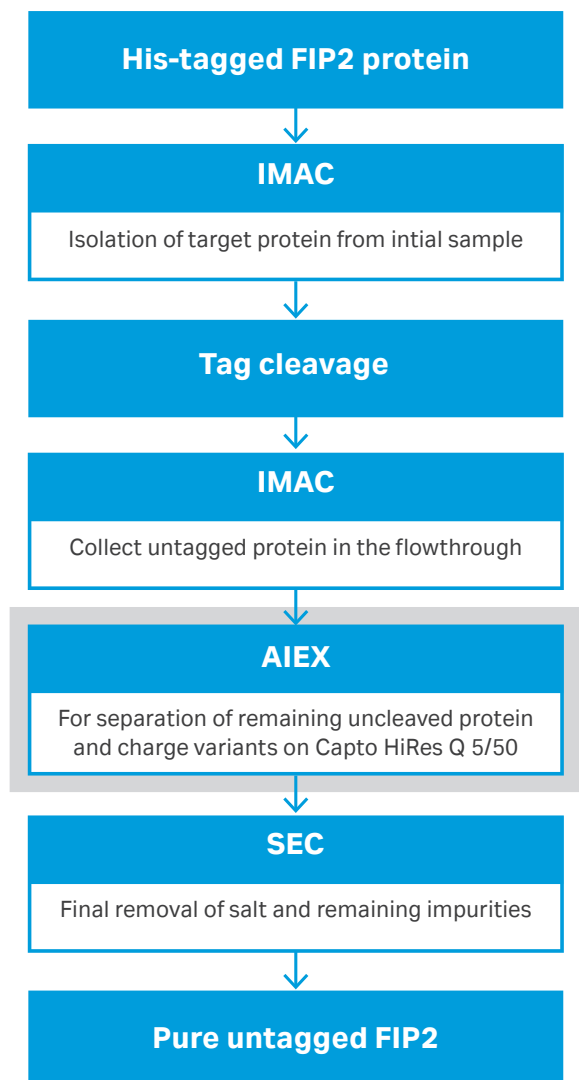 His-tagged FIP2 protein
IMAC
Isolation of target protein from intial sample
Tag cleavage
IMAC
Collect untagged protein in the flowthrough
AIEX
For separation of remaining uncleaved protein
and charge variants on Capto HiRes Q 5/50
SEC
Final removal of salt and remaining impurities
Pure untagged FIP2